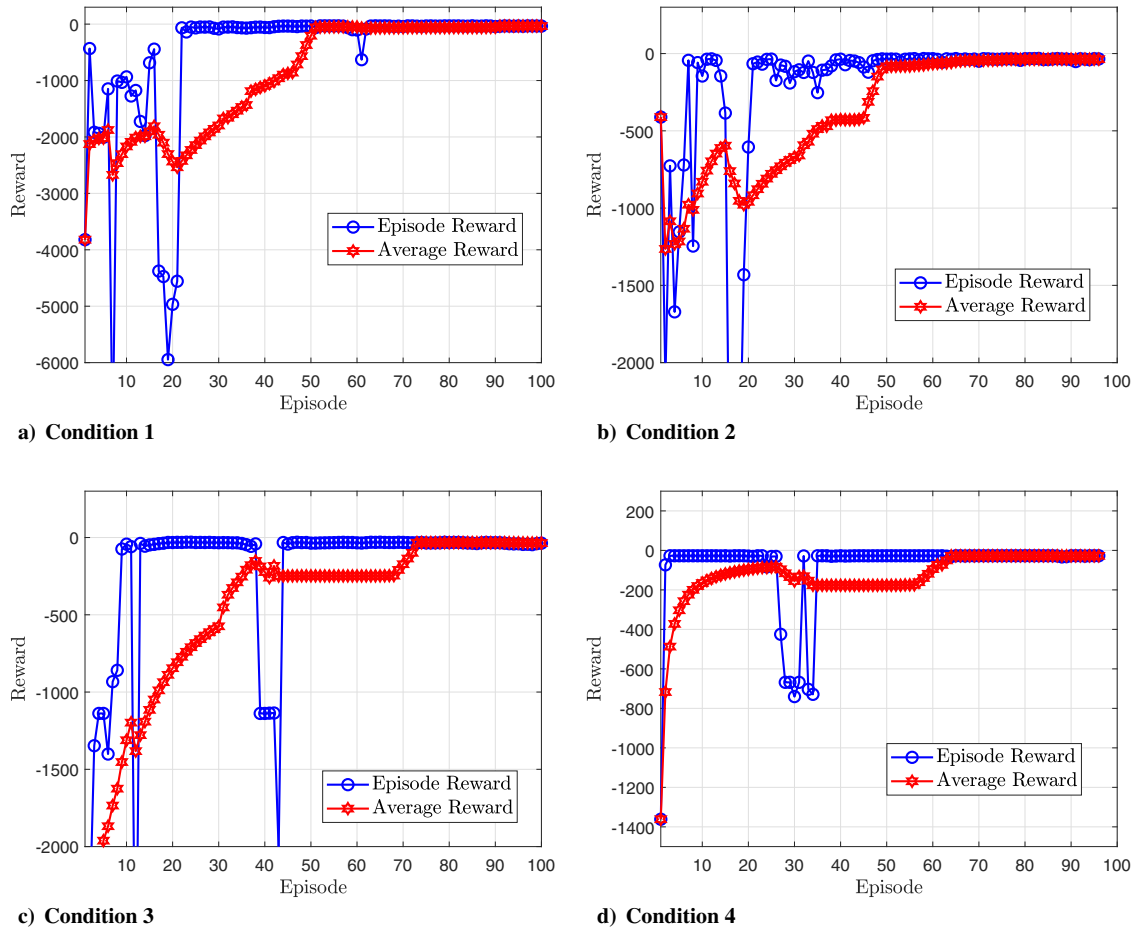 0
-1000
-2000
-3000
-4000
-5000
-6000
Reward
Episode Reward
Average Reward
10 20 30 40 50 60 70 80 90 100
Episode
a) Condition 1
0
-500
-1000
-1500
-2000
Reward
Episode Reward
Average Reward
10 20 30 40 50 60 70 80 90 100
Episode
b) Condition 2
0
-500
-1000
-1500
-2000
Reward
Episode Reward
Average Reward
10 20 30 40 50 60 70 80 90 100
Episode
c) Condition 3
200
0
-200
-400
-600
-800
-1000
-1200
-1400
Reward
Episode Reward
Average Reward
10 20 30 40 50 60 70 80 90 100
Episode
d) Condition 4